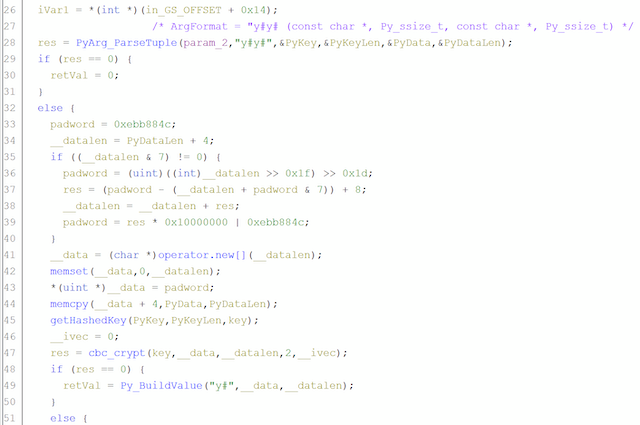 26 iVar1 = *(int *)(in_GS_OFFSET + 0x14);
27 /* ArgFormat = "y#y# (const char *, Py_ssize_t, const char *, Py_ssize_t) */
28 res = PyArg_ParseTuple(param_2,"y#y#",&PyKey,&PyKeyLen,&PyData,&PyDataLen);
29 if (res == 0) {
30 retVal = 0;
31 }
32 else {
33 padword = 0xebb884c;
34 __datalen = PyDataLen + 4;
35 if ((__datalen & 7) != 0) {
36 padword = (uint)((int)__datalen >> 0x1f) >> 0x1d;
37 res = (padword - (__datalen + padword & 7)) + 8;
38 __datalen = __datalen + res;
39 padword = res * 0x10000000 | 0xebb884c;
40 }
41 __data = (char *)operator.new[](__datalen);
42 memset(__data,0,__datalen);
43 *(uint *)__data = padword;
44 memcpy(__data + 4,PyData,PyDataLen);
45 getHashedKey(PyKey,PyKeyLen,key);
46 __ivec = 0;
47 res = cbc_crypt(key,__data,__datalen,2,__ivec);
48 if (res == 0) {
49 retVal = Py_BuildValue("y#",__data,__datalen);
50 }
51 else {